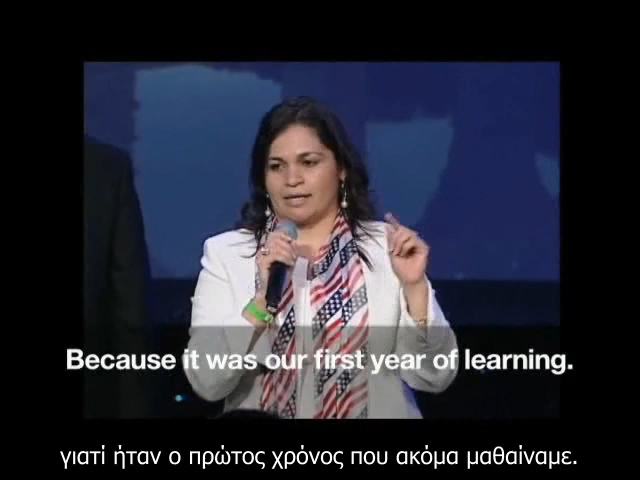 Because it was our first year of learning.
γιατί ήταν ο πρώτος χρόνος που ακόμα μαθαίναμε.